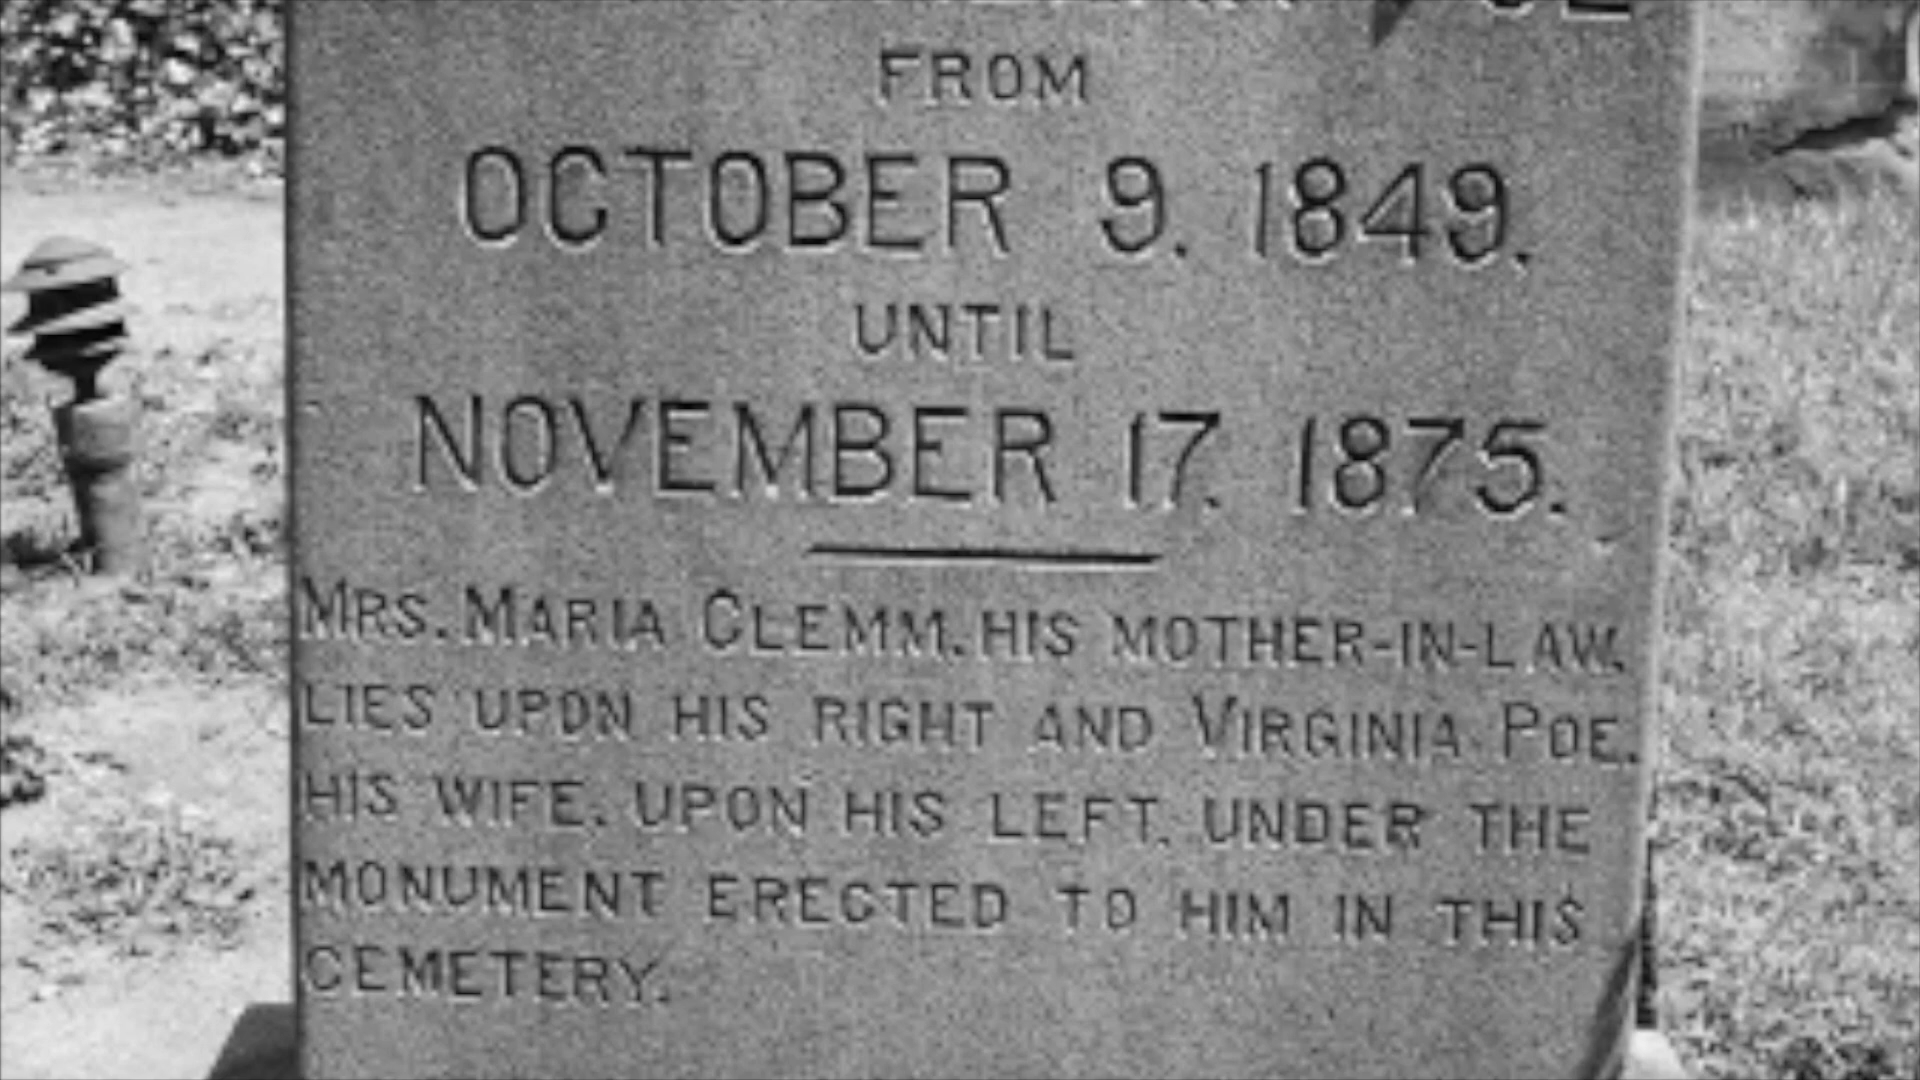 FROM
OCTOBER 9. 1849.
UNTIL
NOVEMBER 17. 1875.
MRS. MARIA CLEMM. HIS MOTHER-IN-LAW.
LIES UPON HIS RIGHT AND VIRGINIA POE.
HIS WIFE. UPON HIS LEFT. UNDER THE
MONUMENT ERECTED TO HIM IN THIS
CEMETERY.